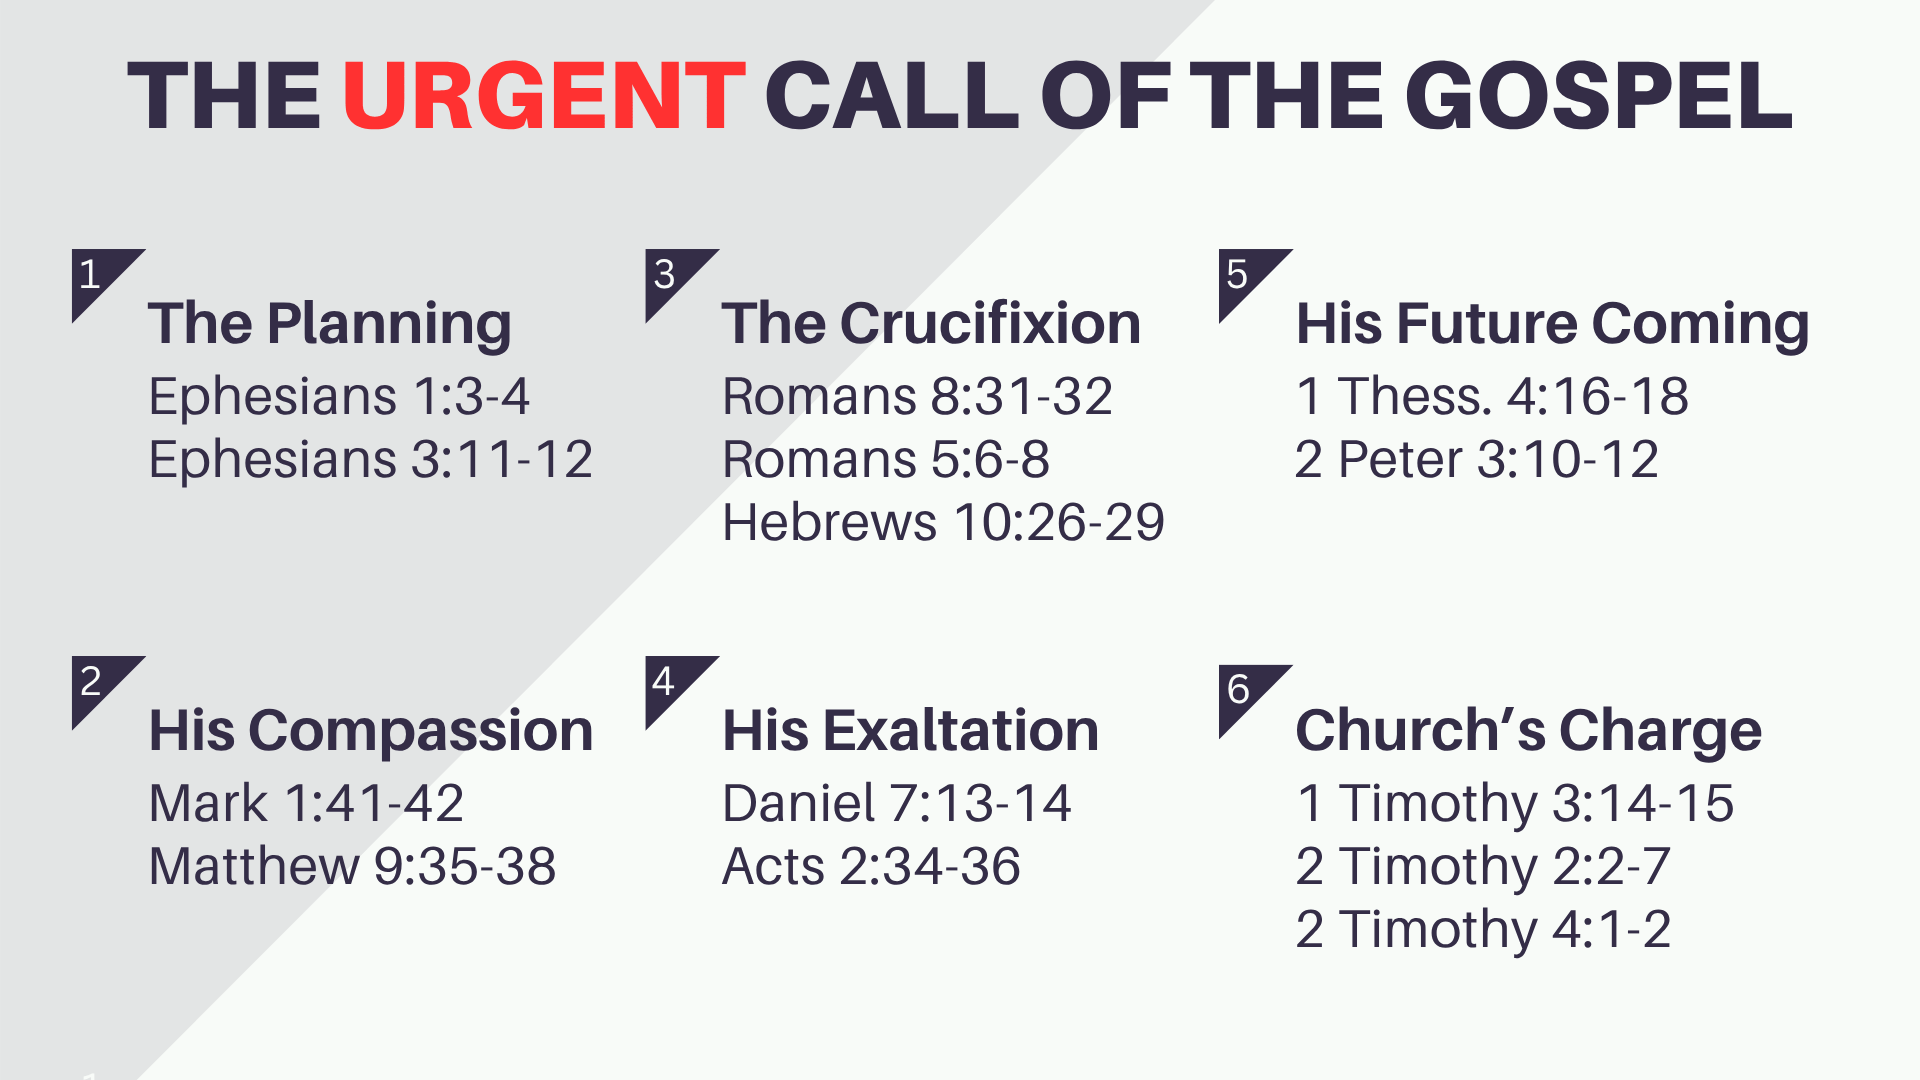 THE URGENT CALL OF THE GOSPEL
1
The Planning
Ephesians 1:3-4
Ephesians 3:11-12
2
His Compassion
Mark 1:41-42
Matthew 9:35-38
3
The Crucifixion
Romans 8:31-32
Romans 5:6-8
Hebrews 10:26-29
4
His Exaltation
Daniel 7:13-14
Acts 2:34-36
5
His Future Coming
1 Thess. 4:16-18
2 Peter 3:10-12
6
Church’s Charge
1 Timothy 3:14-15
2 Timothy 2:2-7
2 Timothy 4:1-2